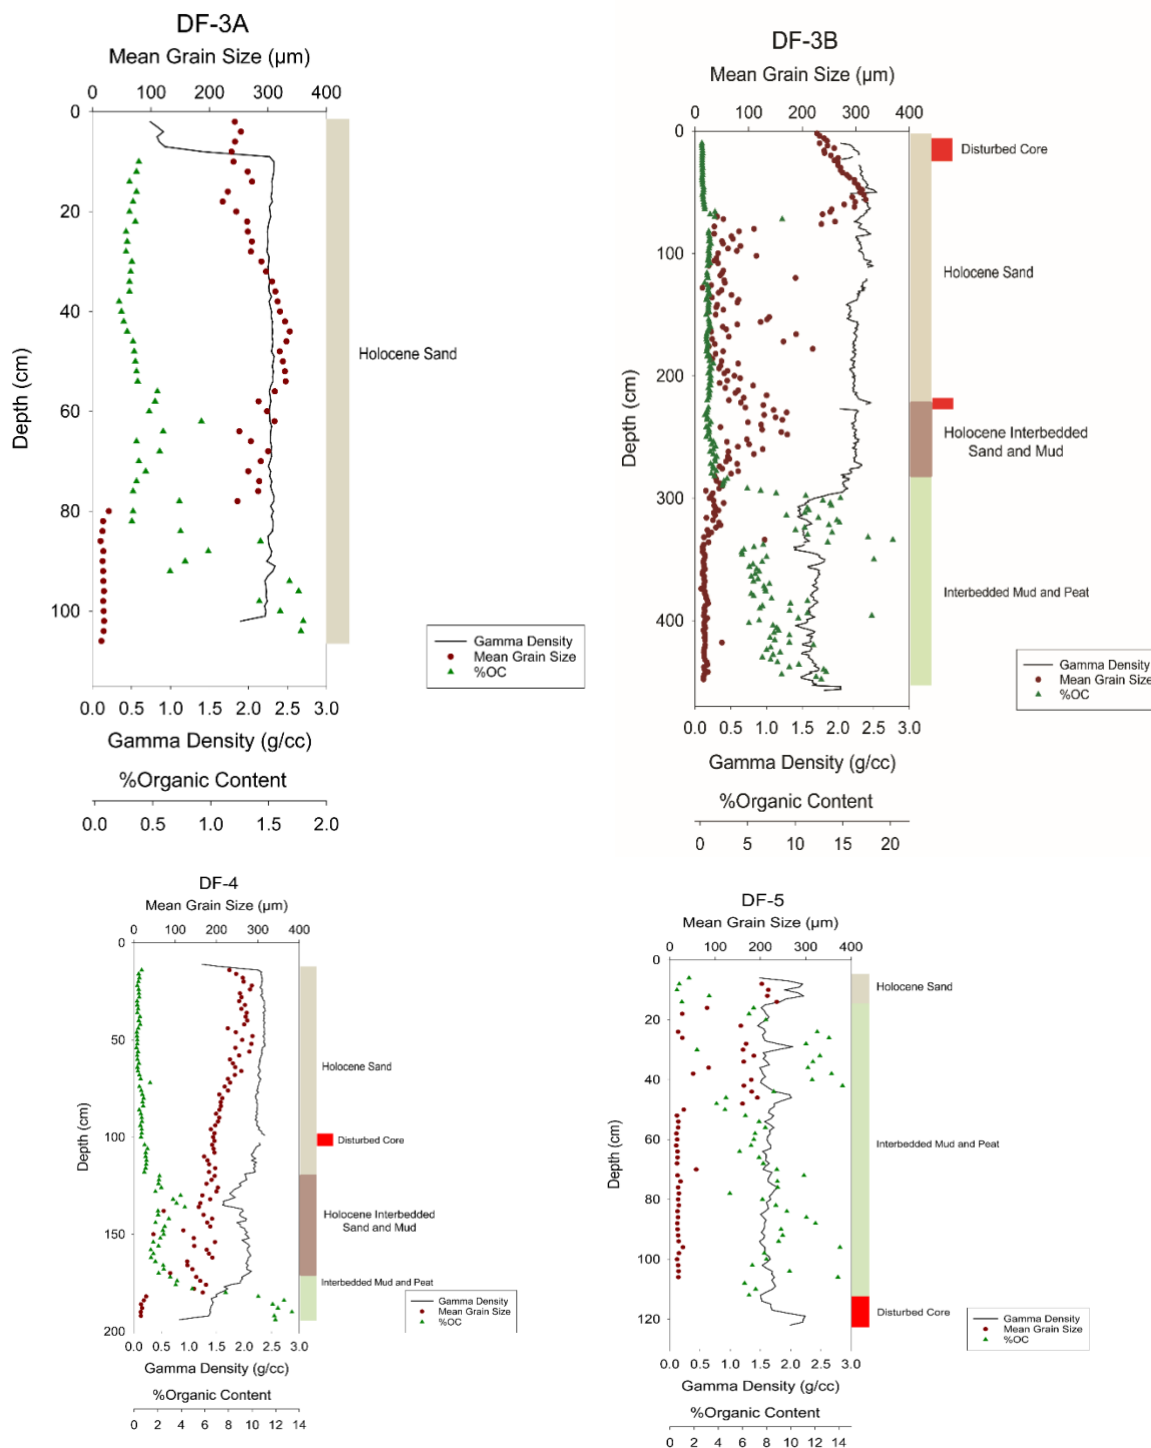 DF-3A
Mean Grain Size (µm)
0 100 200 300 400
0
20
40
60
80
100
Depth (cm)
Holocene Sand
Gamma Density
Mean Grain Size
%OC
0.0 0.5 1.0 1.5 2.0 2.5 3.0
Gamma Density (g/cc)
%Organic Content
0.0 0.5 1.0 1.5 2.0
DF-3B
Mean Grain Size (µm)
0 100 200 300 400
0
100
200
300
400
Depth (cm)
Disturbed Core
Holocene Sand
Holocene Interbedded
Sand and Mud
Interbedded Mud and Peat
Gamma Density
Mean Grain Size
%OC
0.0 0.5 1.0 1.5 2.0 2.5 3.0
Gamma Density (g/cc)
%Organic Content
0 5 10 15 20
DF-4
Mean Grain Size (µm)
0 100 200 300 400
0
50
100
150
200
Depth (cm)
Holocene Sand
Disturbed Core
Holocene Interbedded
Sand and Mud
Interbedded Mud and Peat
Gamma Density
Mean Grain Size
%OC
0.0 0.5 1.0 1.5 2.0 2.5 3.0
Gamma Density (g/cc)
%Organic Content
0 2 4 6 8 10 12 14
DF-5
Mean Grain Size (µm)
0 100 200 300 400
0
20
40
60
80
100
120
Depth (cm)
Holocene Sand
Interbedded Mud and Peat
Disturbed Core
Gamma Density
Mean Grain Size
%OC
0.0 0.5 1.0 1.5 2.0 2.5 3.0
Gamma Density (g/cc)
%Organic Content
0 2 4 6 8 10 12 14